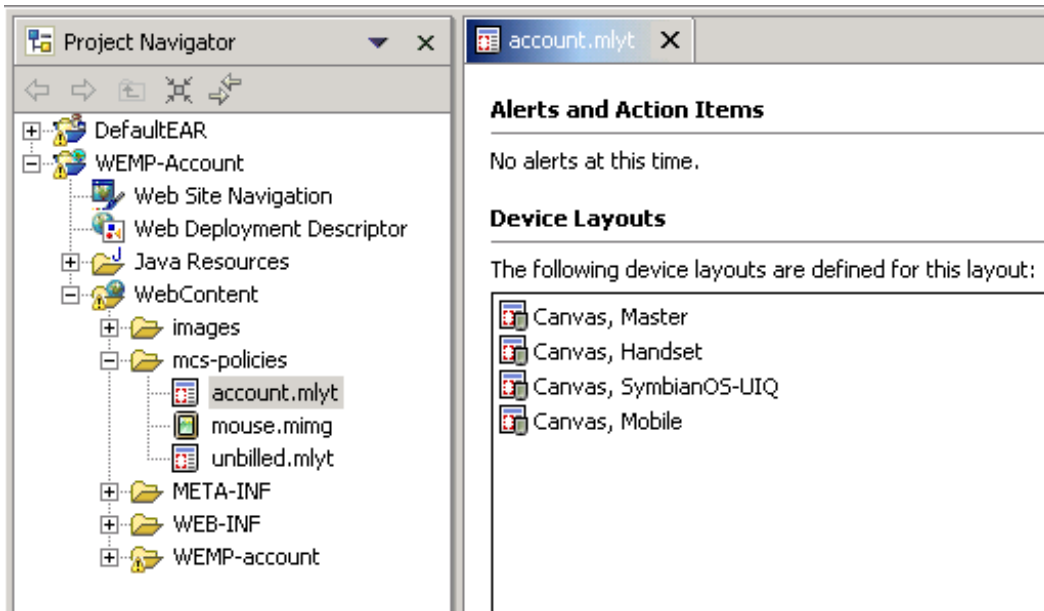 Project Navigator
DefaultEAR
WEMP-Account
Web Site Navigation
Web Deployment Descriptor
Java Resources
WebContent
images
mcs-policies
account.mlyt
mouse.mimg
unbilled.mlyt
META-INF
WEB-INF
WEMP-account
account.mlyt
Alerts and Action Items
No alerts at this time.
Device Layouts
The following device layouts are defined for this layout:
Canvas, Master
Canvas, Handset
Canvas, SymbianOS-UIQ
Canvas, Mobile